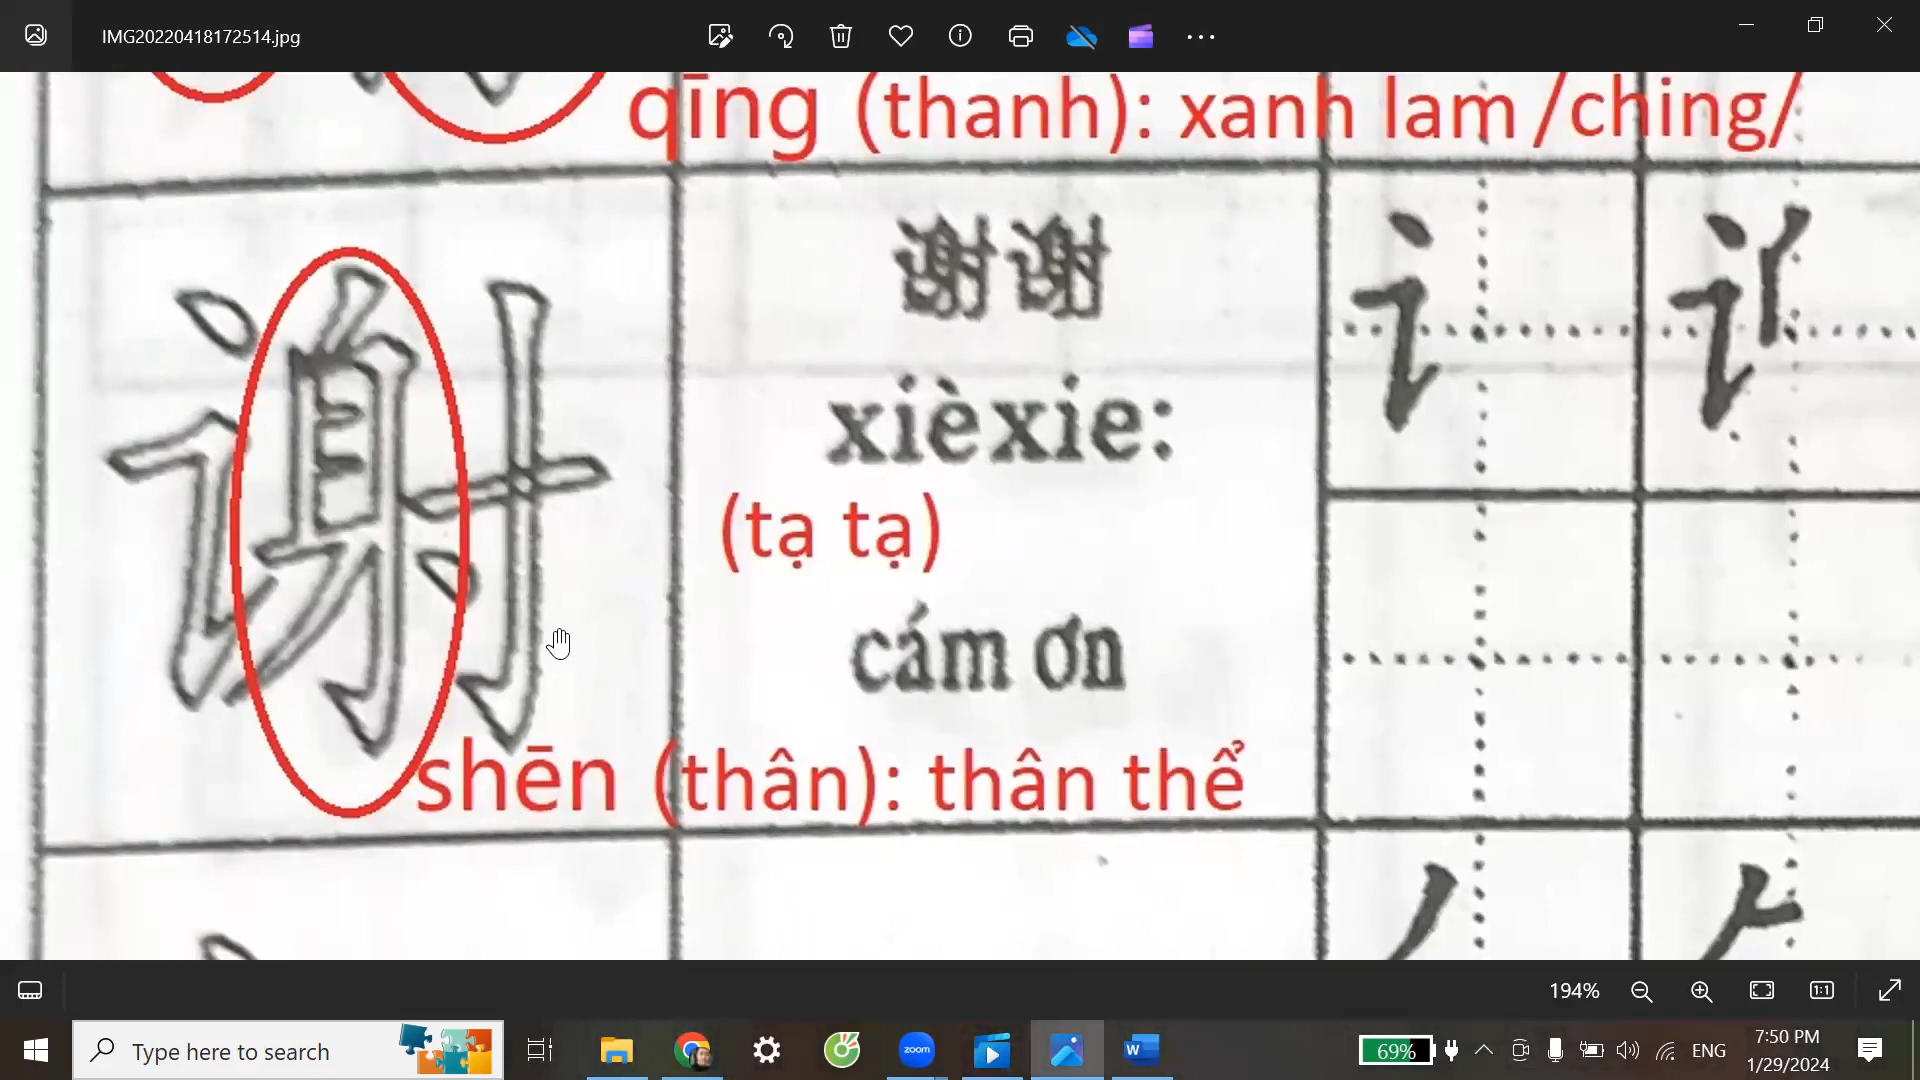 IMG20220418172514.jpg
qīng (thanh): xanh lam /ching/
谢
谢谢
xièxie:
(tạ tạ)
cám ơn
shēn (thân): thân thể
194%
Type here to search
zoom
69%
ENG
7:50 PM
1/29/2024